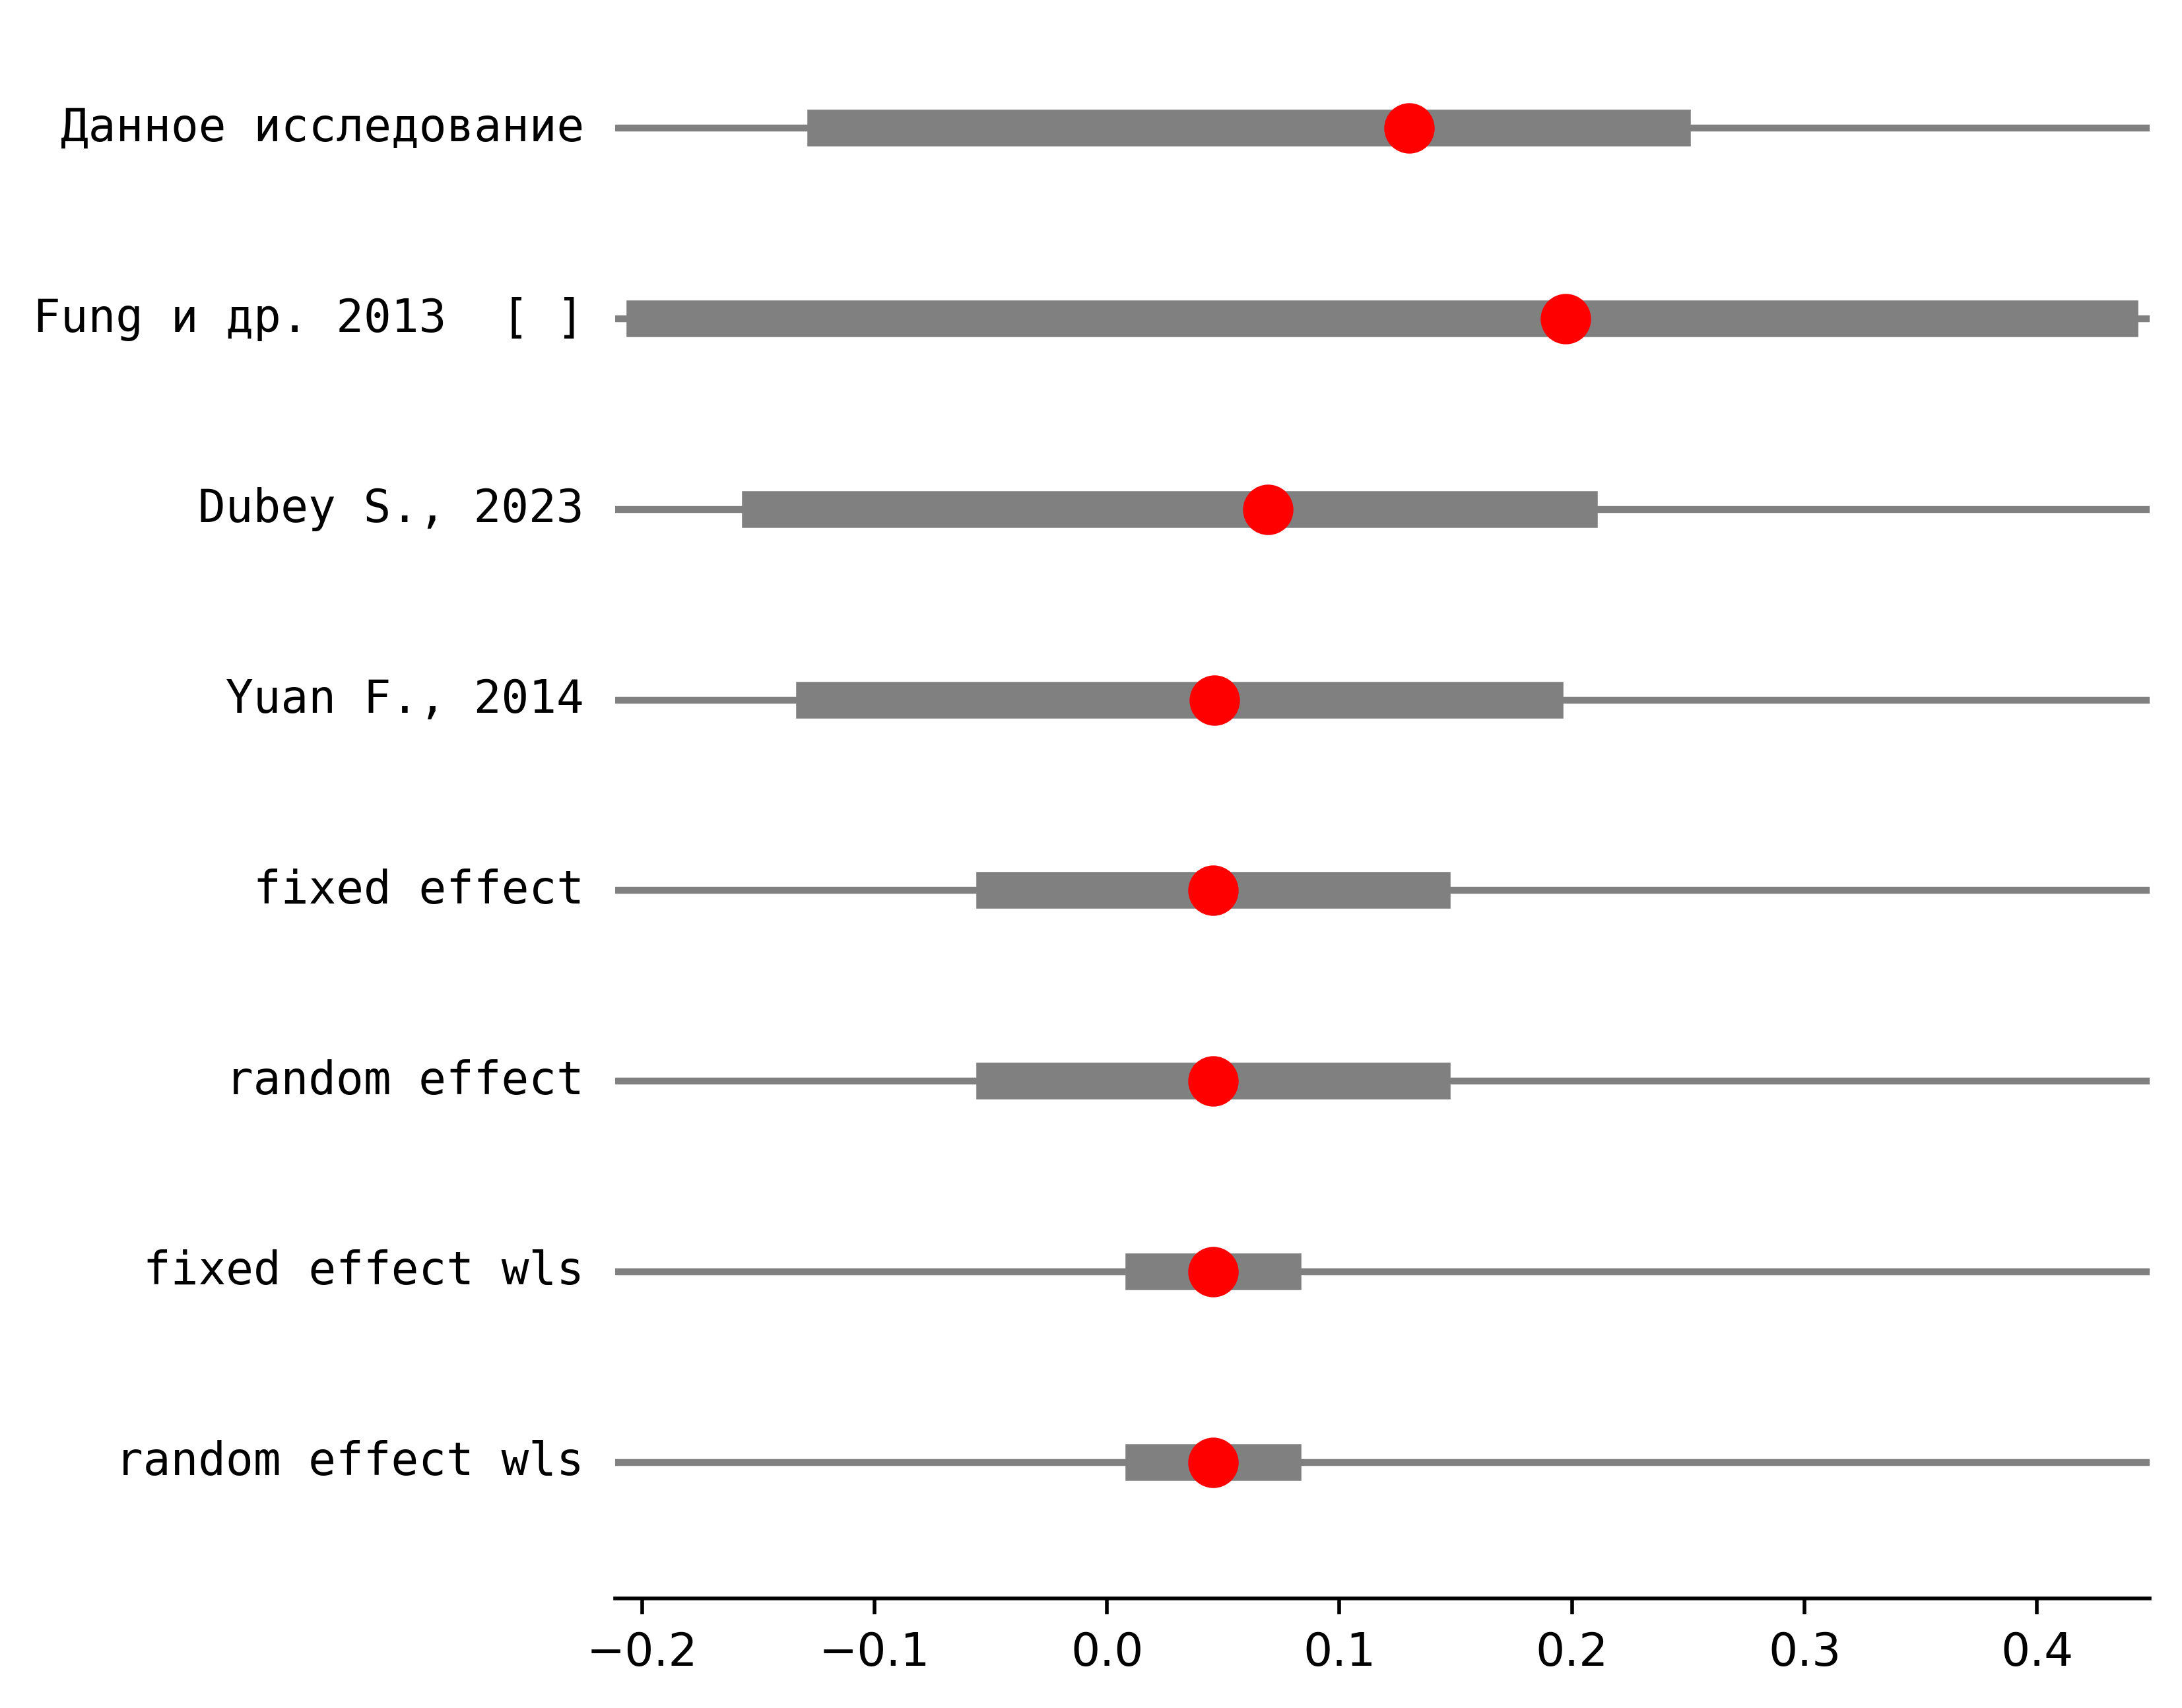 Данное исследование
Fung и др. 2013  [ ]
Dubey S., 2023
Yuan F., 2014
fixed effect
random effect
fixed effect wls
random effect wls
−0.2 −0.1 0.0 0.1 0.2 0.3 0.4